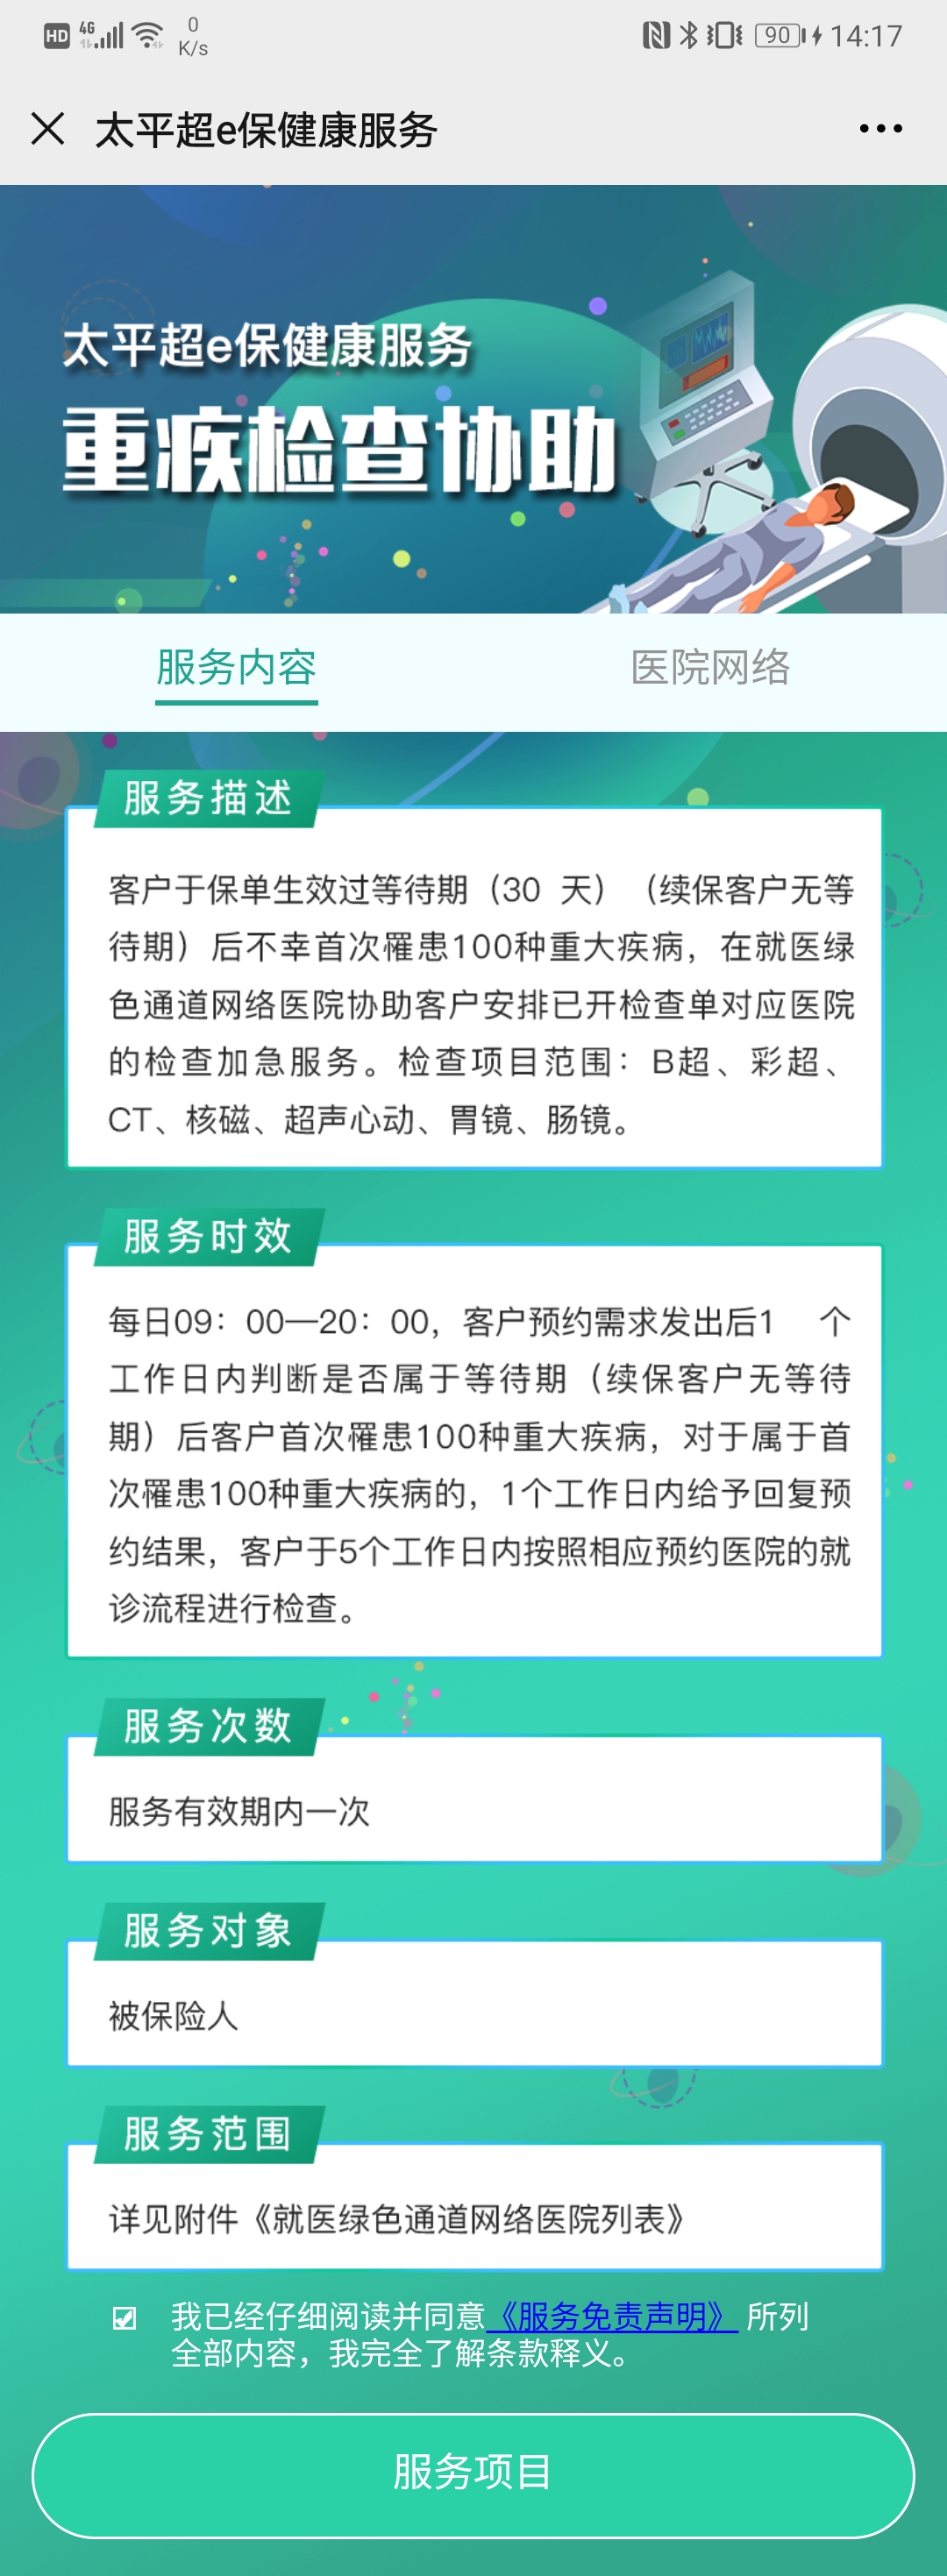 HD 4G 0 K/s 90 14:17
太平超e保健康服务
太平超e保健康服务
重疾检查协助
服务内容 医院网络
服务描述
客户于保单生效过等待期（30 天）（续保客户无等
待期）后不幸首次罹患100种重大疾病，在就医绿
色通道网络医院协助客户安排已开检查单对应医院
的检查加急服务。检查项目范围：B超、彩超、
CT、核磁、超声心动、胃镜、肠镜。
服务时效
每日09：00—20：00，客户预约需求发出后1 个
工作日内判断是否属于等待期（续保客户无等待
期）后客户首次罹患100种重大疾病，对于属于首
次罹患100种重大疾病的，1个工作日内给予回复预
约结果，客户于5个工作日内按照相应预约医院的就
诊流程进行检查。
服务次数
服务有效期内一次
服务对象
被保险人
服务范围
详见附件《就医绿色通道网络医院列表》
我已经仔细阅读并同意《服务免责声明》 所列
全部内容，我完全了解条款释义。
服务项目